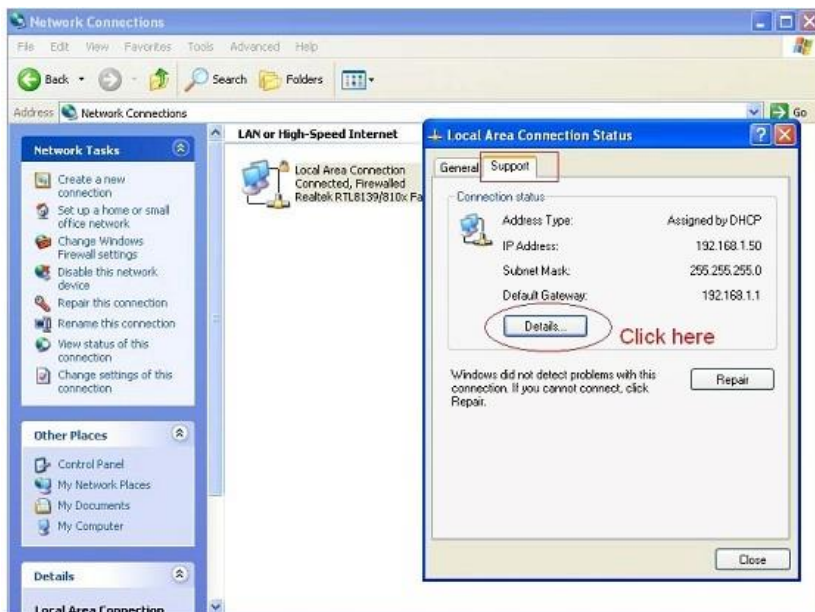 Network Connections
File Edit View Favorites Tools Advanced Help
Back Search Folders
Address Network Connections Go
Network Tasks
Create a new
connection
Set up a home or small
office network
Change Windows
Firewall settings
Disable this network
device
Repair this connection
Rename this connection
View status of this
connection
Change settings of this
connection
Other Places
Control Panel
My Network Places
My Documents
My Computer
Details
Local Area Connection
LAN or High-Speed Internet
Local Area Connection
Connected, Firewalled
Realtek RTL8139/810x Fa
Local Area Connection Status
General Support
Connection status
Address Type: Assigned by DHCP
IP Address: 192.168.1.50
Subnet Mask: 255.255.255.0
Default Gateway: 192.168.1.1
Details... Click here
Windows did not detect problems with this
connection. If you cannot connect, click
Repair.
Repair
Close